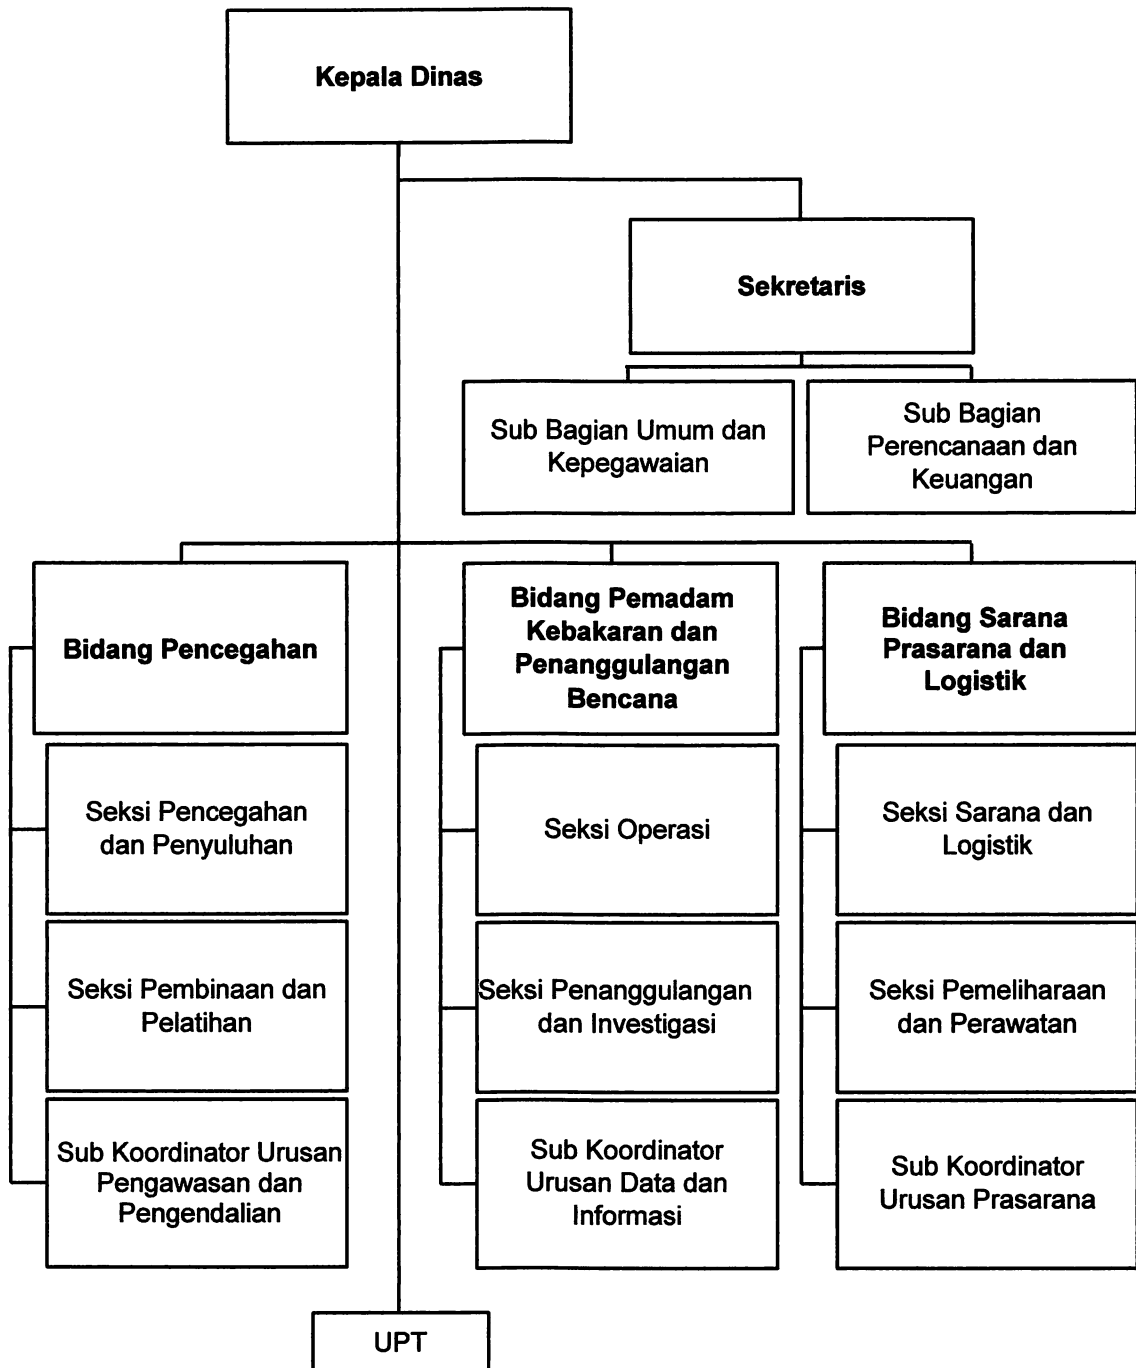 Kepala Dinas
Sekretaris
Sub Bagian Umum dan
Kepegawaian
Sub Bagian
Perencanaan dan
Keuangan
Bidang Pencegahan
Seksi Pencegahan
dan Penyuluhan
Seksi Pembinaan dan
Pelatihan
Sub Koordinator Urusan
Pengawasan dan
Pengendalian
Bidang Pemadam
Kebakaran dan
Penanggulangan
Bencana
Seksi Operasi
Seksi Penanggulangan
dan Investigasi
Sub Koordinator
Urusan Data dan
Informasi
Bidang Sarana
Prasarana dan
Logistik
Seksi Sarana dan
Logistik
Seksi Pemeliharaan
dan Perawatan
Sub Koordinator
Urusan Prasarana
UPT